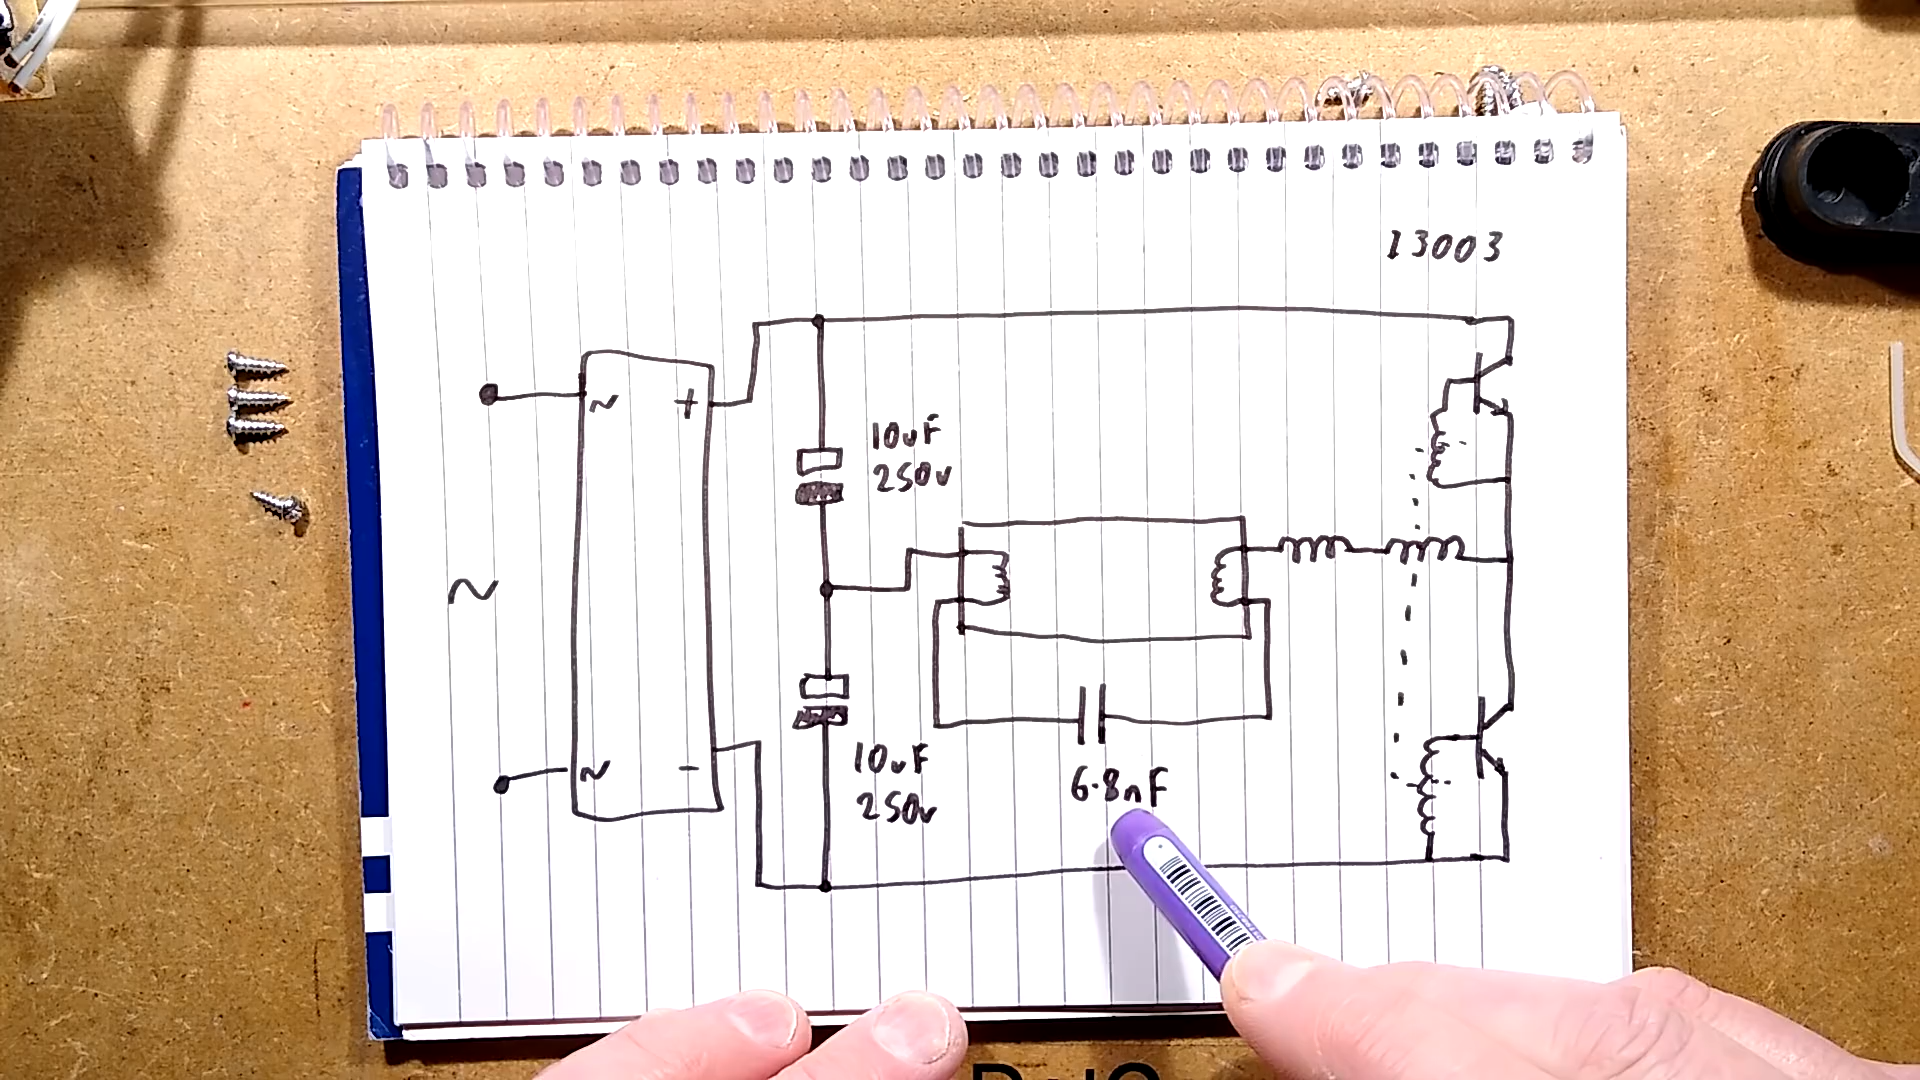 13003
~ +
10uF
250v
~
6.8nF
10uF
250v
~ -